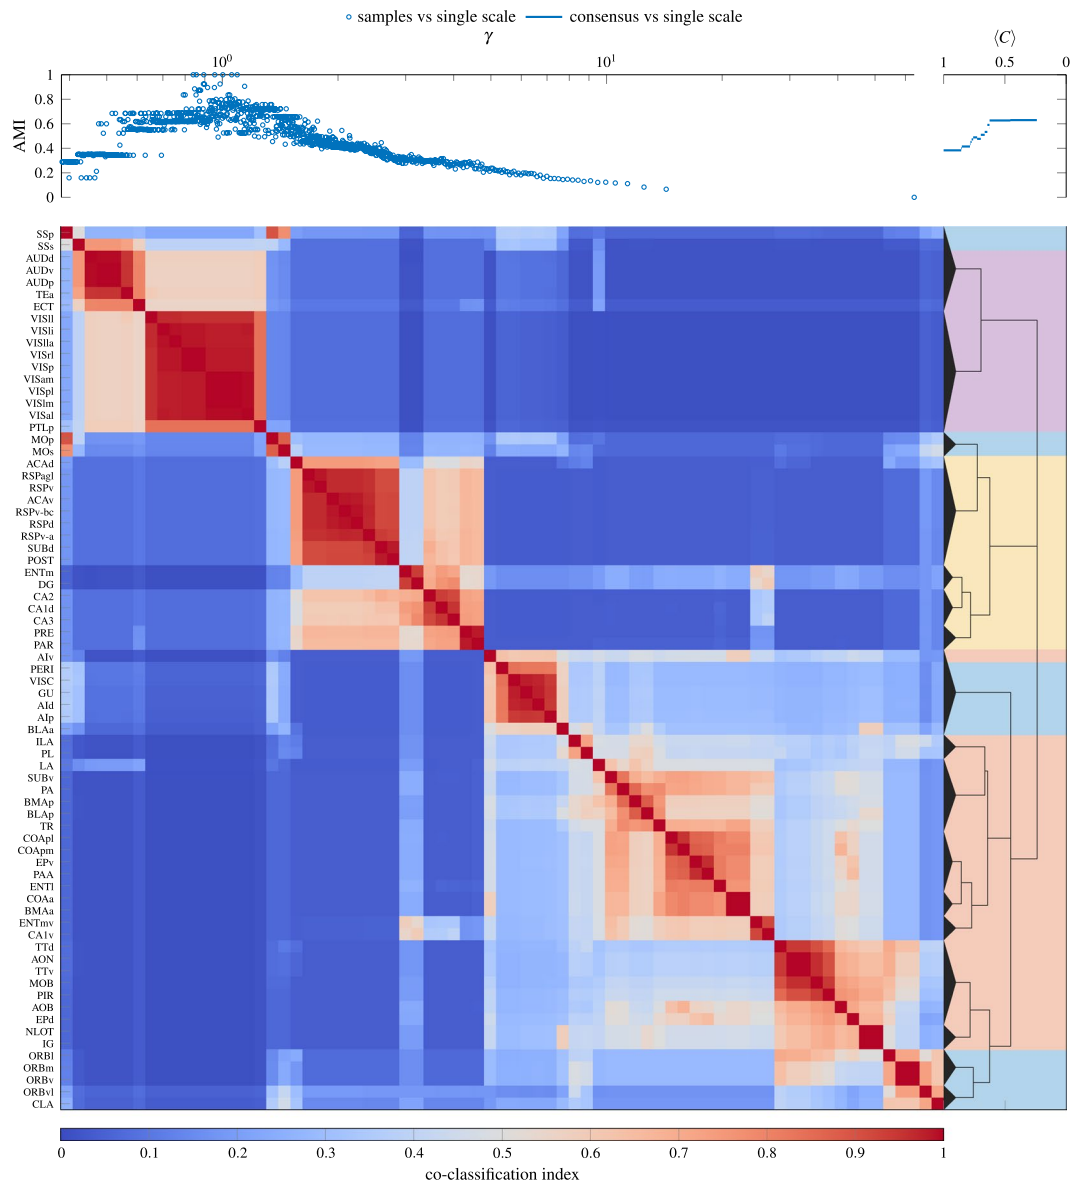 samples vs single scale consensus vs single scale
γ ⟨C⟩
10⁰ 10¹ 1 0.5 0
1
0.8
0.6
0.4
0.2
0
AMI
SSp
SSs
AUDd
AUDv
AUDp
TEa
ECT
VISll
VISli
VISlla
VISrl
VISp
VISam
VISpl
VISlm
VISal
PTLp
MOp
MOs
ACAd
RSPagl
RSPv
ACAv
RSPv-bc
RSPd
RSPv-a
SUBd
POST
ENTm
DG
CA2
CA1d
CA3
PRE
PAR
AIv
PERI
VISC
GU
AId
AIp
BLAa
ILA
PL
LA
SUBv
PA
BMAp
BLAp
TR
COApl
COApm
EPv
PAA
ENTl
COAa
BMAa
ENTmv
CA1v
TTd
AON
TTv
MOB
PIR
AOB
EPd
NLOT
IG
ORBl
ORBm
ORBv
ORBvl
CLA
0 0.1 0.2 0.3 0.4 0.5 0.6 0.7 0.8 0.9 1
co-classification index